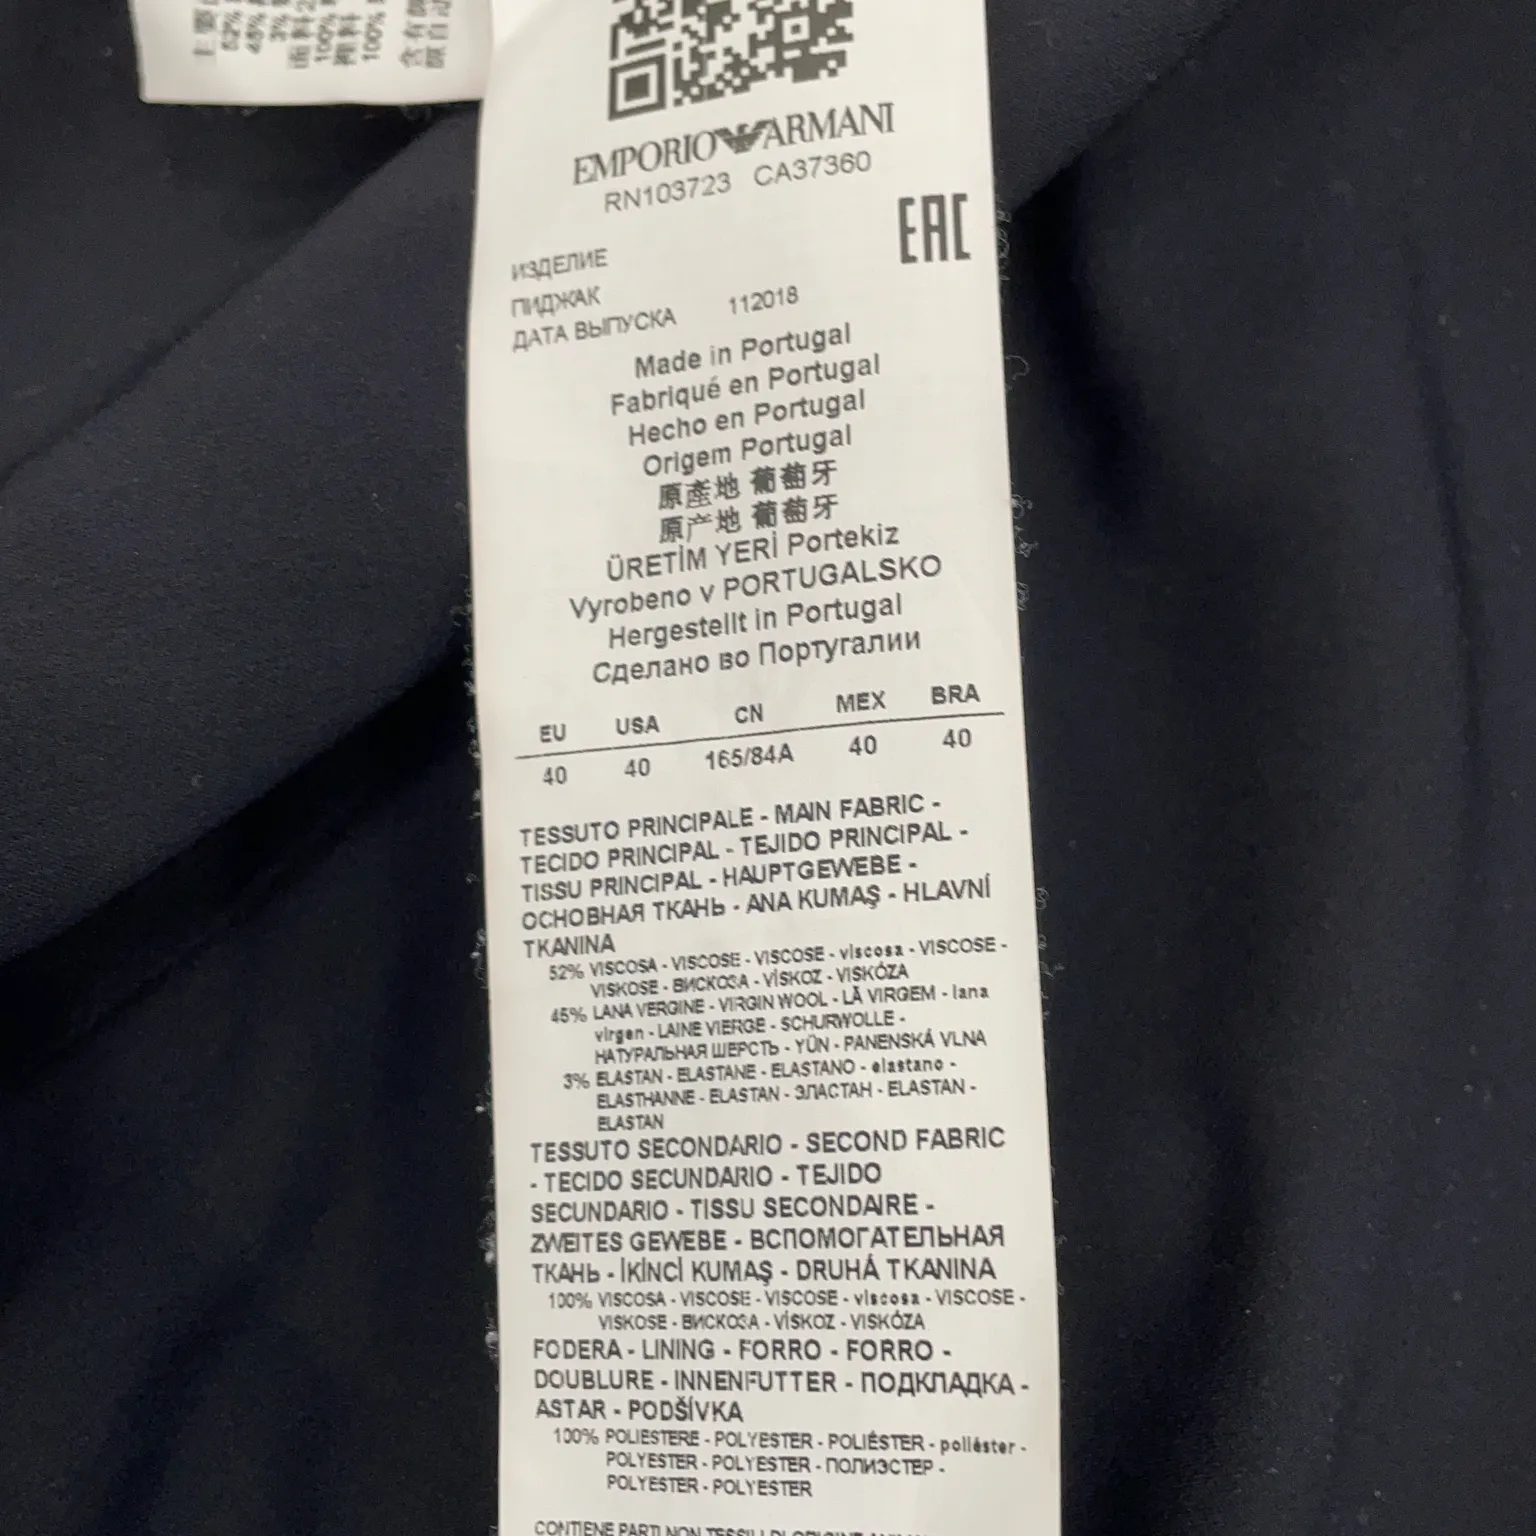 EMPORIO ARMANI
RN103723 CA37360
EAC
ИЗДЕЛИЕ
ПИДЖАК
ДАТА ВЫПУСКА 112018
Made in Portugal
Fabriqué en Portugal
Hecho en Portugal
Origem Portugal
原產地 葡萄牙
原产地 葡萄牙
ÜRETİM YERİ Portekiz
Vyrobeno v PORTUGALSKO
Hergestellt in Portugal
Сделано во Португалии
EU USA CN MEX BRA
40 40 165/84A 40 40
TESSUTO PRINCIPALE - MAIN FABRIC -
TECIDO PRINCIPAL - TEJIDO PRINCIPAL -
TISSU PRINCIPAL - HAUPTGEWEBE -
ОСНОВНАЯ ТКАНЬ - ANA KUMAŞ - HLAVNÍ
TKANINA
52% VISCOSA - VISCOSE - VISCOSE - viscosa - VISCOSE -
VISKOSE - ВИСКОЗА - VİSKOZ - VISKÓZA
45% LANA VERGINE - VIRGIN WOOL - LÃ VIRGEM - lana
virgen - LAINE VIERGE - SCHURWOLLE -
НАТУРАЛЬНАЯ ШЕРСТЬ - YÜN - PANENSKÁ VLNA
3% ELASTAN - ELASTANE - ELASTANO - elastano -
ELASTHANNE - ELASTAN - ЭЛАСТАН - ELASTAN -
ELASTAN
TESSUTO SECONDARIO - SECOND FABRIC
- TECIDO SECUNDARIO - TEJIDO
SECUNDARIO - TISSU SECONDAIRE -
ZWEITES GEWEBE - ВСПОМОГАТЕЛЬНАЯ
ТКАНЬ - İKİNCİ KUMAŞ - DRUHÁ TKANINA
100% VISCOSA - VISCOSE - VISCOSE - viscosa - VISCOSE -
VISKOSE - ВИСКОЗА - VİSKOZ - VISKÓZA
FODERA - LINING - FORRO - FORRO -
DOUBLURE - INNENFUTTER - ПОДКЛАДКА -
ASTAR - PODŠÍVKA
100% POLIESTERE - POLYESTER - POLIÉSTER - poliéster -
POLYESTER - POLYESTER - ПОЛИЭСТЕР -
POLYESTER - POLYESTER
CONTIENE PARTI NON TESSILI DI ORIGINE